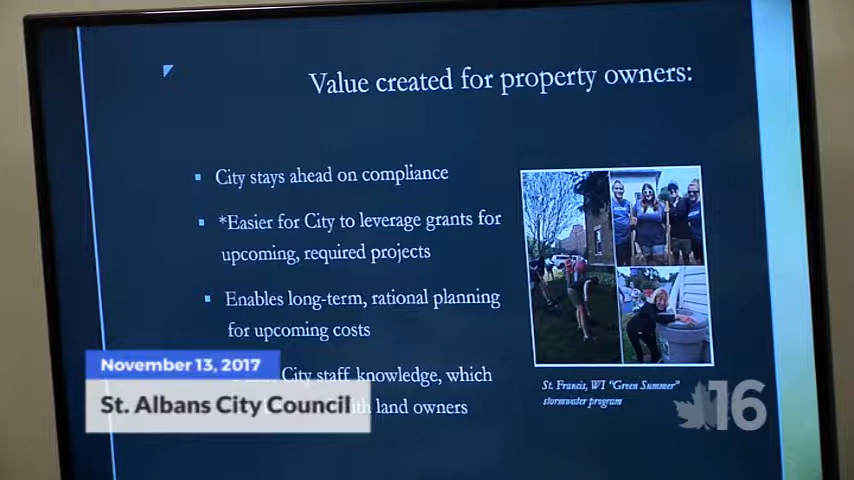 Value created for property owners:
City stays ahead on compliance
*Easier for City to leverage grants for
upcoming, required projects
Enables long-term, rational planning
for upcoming costs
City staff knowledge, which
land owners
St. Francis, WI "Green Summer"
stormwater program
November 13, 2017
St. Albans City Council
16